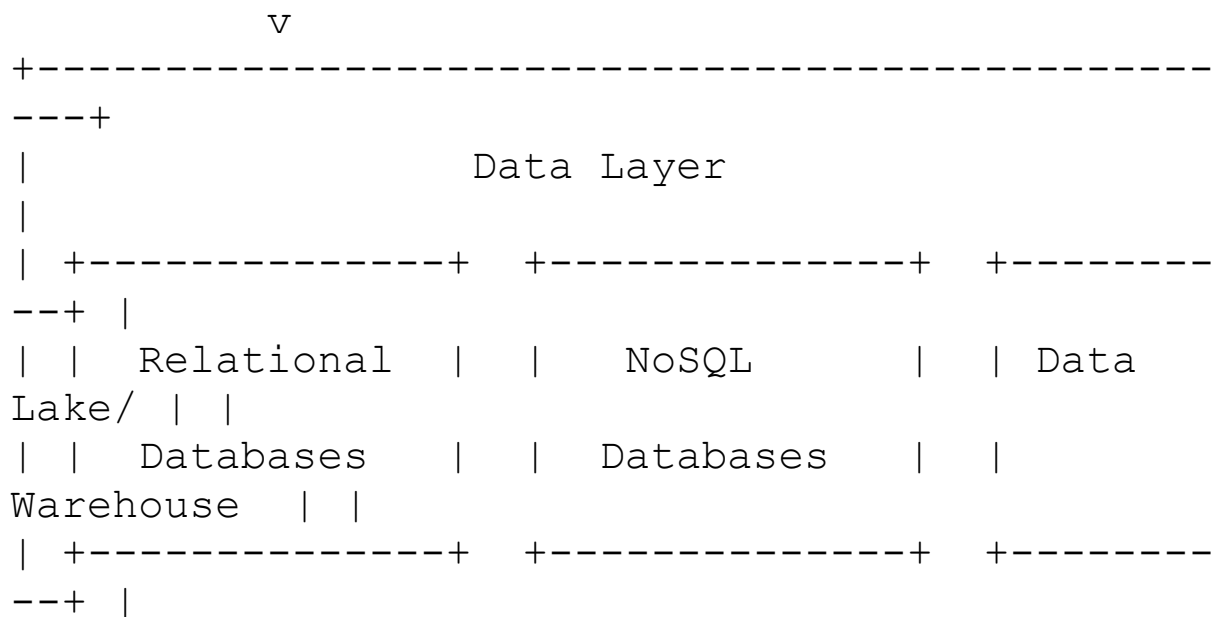 v
+----------------------------------------------
---+
|                 Data Layer
|
| +--------------+  +--------------+  +--------
--+ |
| |  Relational  |  |   NoSQL      |  | Data
Lake/ | |
| |  Databases   |  |  Databases   |  |
Warehouse  | |
| +--------------+  +--------------+  +--------
--+ |